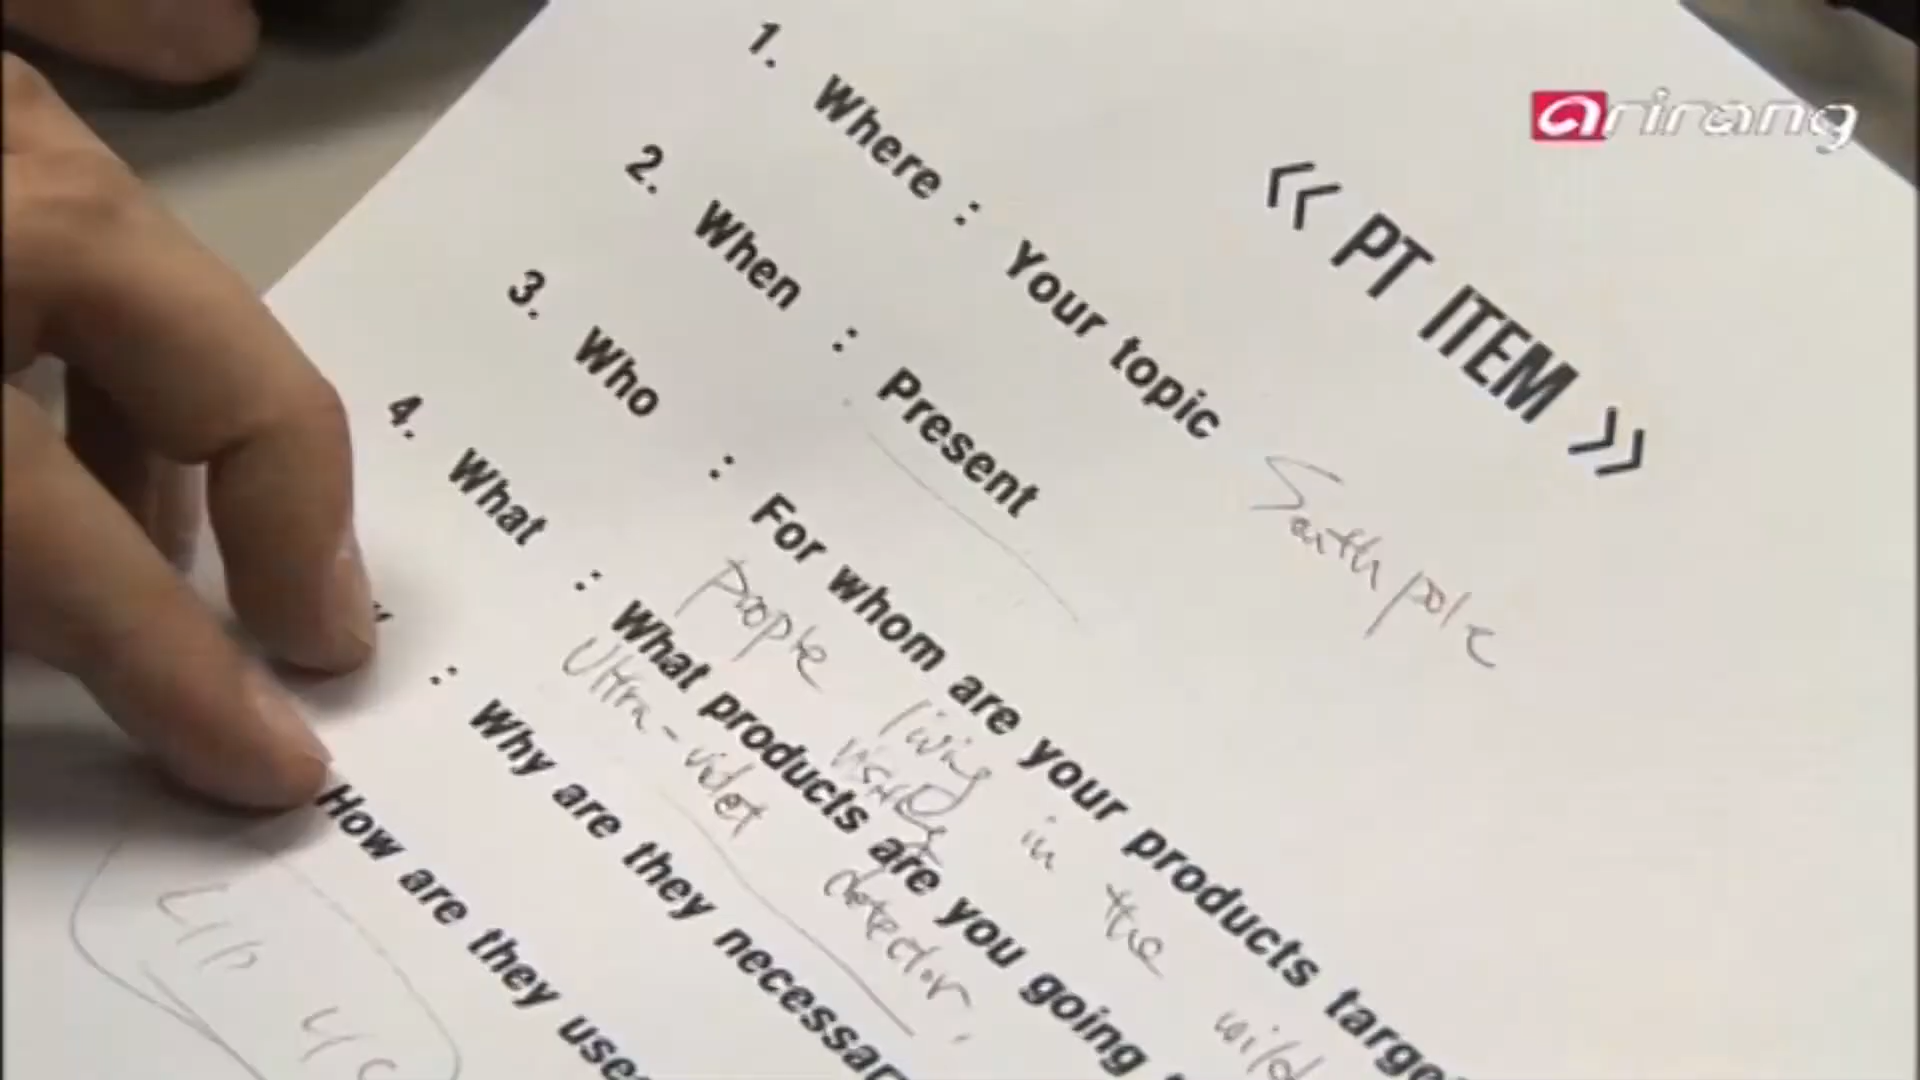 arirang
<< PT ITEM >>
1. Where : Your topic
South pole
2. When : Present
3. Who : For whom are your products targe
people living in the wild
visiting
4. What : What products are you going
Ultra-violet detector,
: Why are they necessar
How are they use